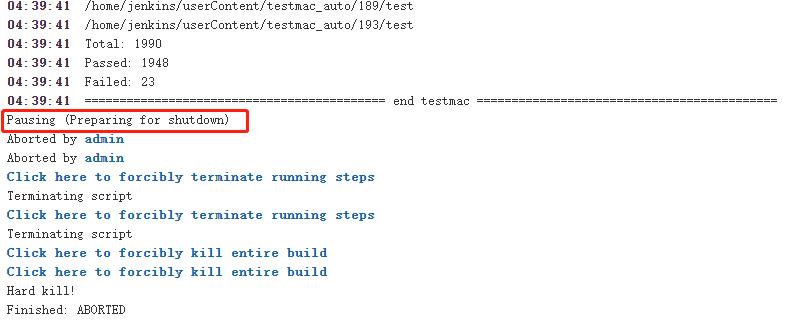 04:39:41 /home/jenkins/userContent/testmac_auto/189/test
04:39:41 /home/jenkins/userContent/testmac_auto/193/test
04:39:41 Total: 1990
04:39:41 Passed: 1948
04:39:41 Failed: 23
04:39:41 =========================================== end testmac ===========================================
Pausing (Preparing for shutdown)
Aborted by admin
Aborted by admin
Click here to forcibly terminate running steps
Terminating script
Click here to forcibly terminate running steps
Terminating script
Click here to forcibly kill entire build
Click here to forcibly kill entire build
Hard kill!
Finished: ABORTED